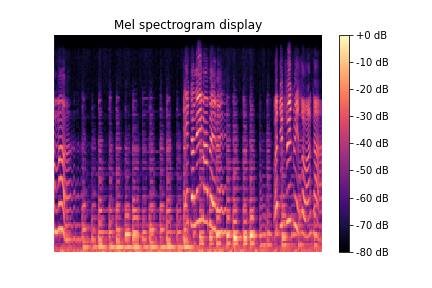 Mel spectrogram display
+0 dB
-10 dB
-20 dB
-30 dB
-40 dB
-50 dB
-60 dB
-70 dB
-80 dB